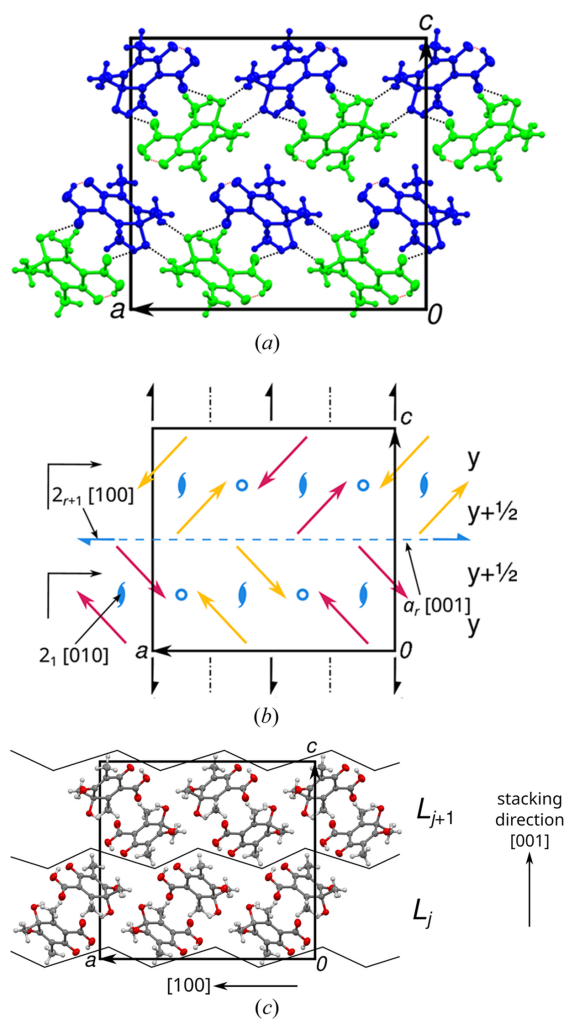 c
a
0
(a)
c
y
2r+1 [100]
y+½
y+½
ar [001]
y
21 [010]
a
0
(b)
c
Lj+1
stacking
direction
[001]
Lj
a
0
[100]
(c)